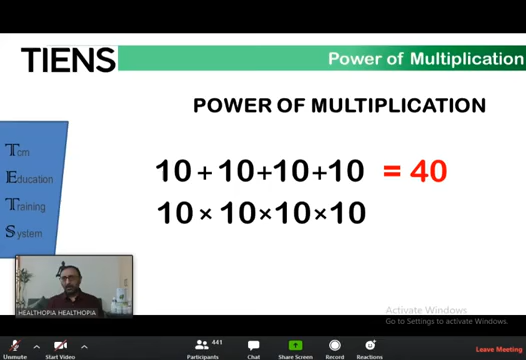 TIENS
Power of Multiplication
POWER OF MULTIPLICATION
10 + 10 + 10 + 10 = 40
10 × 10 × 10 × 10
Tcm
Education
Training
System
HEALTHOPIA HEALTHOPIA
Activate Windows
Go to Settings to activate Windows.
Unmute
Start Video
441
Participants
Chat
Share Screen
Record
Reactions
Leave Meeting